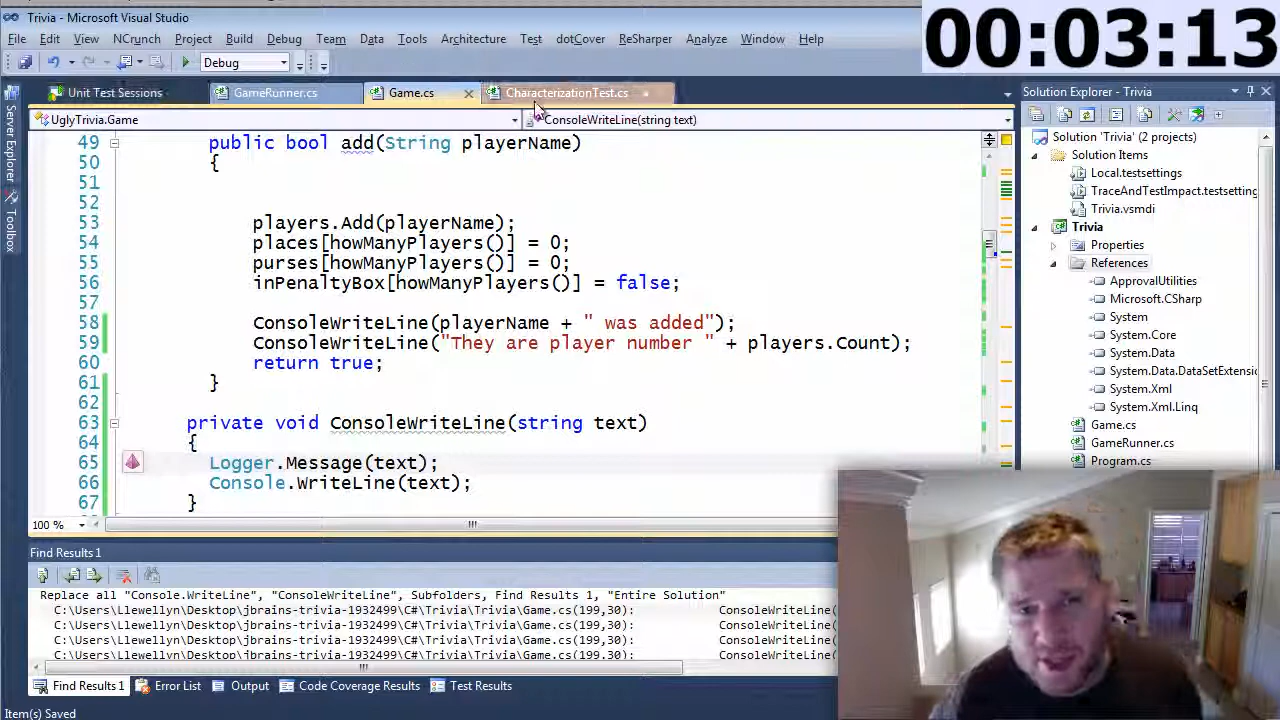 Trivia - Microsoft Visual Studio
00:03:13
File Edit View NCrunch Project Build Debug Team Data Tools Architecture Test dotCover ReSharper Analyze Window Help
Debug
Unit Test Sessions GameRunner.cs Game.cs CharacterizationTest.cs
Solution Explorer - Trivia
UglyTrivia.Game ConsoleWriteLine(string text)
Server Explorer
Toolbox
49 public bool add(String playerName)
50 {
51
52
53 players.Add(playerName);
54 places[howManyPlayers()] = 0;
55 purses[howManyPlayers()] = 0;
56 inPenaltyBox[howManyPlayers()] = false;
57
58 ConsoleWriteLine(playerName + " was added");
59 ConsoleWriteLine("They are player number " + players.Count);
60 return true;
61 }
62
63 private void ConsoleWriteLine(string text)
64 {
65 Logger.Message(text);
66 Console.WriteLine(text);
67 }
100 %
Solution 'Trivia' (2 projects)
Solution Items
Local.testsettings
TraceAndTestImpact.testsetting
Trivia.vsmdi
Trivia
Properties
References
ApprovalUtilities
Microsoft.CSharp
System
System.Core
System.Data
System.Data.DataSetExtensio
System.Xml
System.Xml.Linq
Game.cs
GameRunner.cs
Program.cs
Find Results 1
Replace all "Console.WriteLine", "ConsoleWriteLine", Subfolders, Find Results 1, "Entire Solution"
C:\Users\Llewellyn\Desktop\jbrains-trivia-1932499\C#\Trivia\Trivia\Game.cs(199,30): ConsoleWriteLine(
C:\Users\Llewellyn\Desktop\jbrains-trivia-1932499\C#\Trivia\Trivia\Game.cs(199,30): ConsoleWriteLine(
C:\Users\Llewellyn\Desktop\jbrains-trivia-1932499\C#\Trivia\Trivia\Game.cs(199,30): ConsoleWriteLine(
C:\Users\Llewellyn\Desktop\jbrains-trivia-1932499\C#\Trivia\Trivia\Game.cs(199,30): ConsoleWriteLine(
Find Results 1 Error List Output Code Coverage Results Test Results
Item(s) Saved